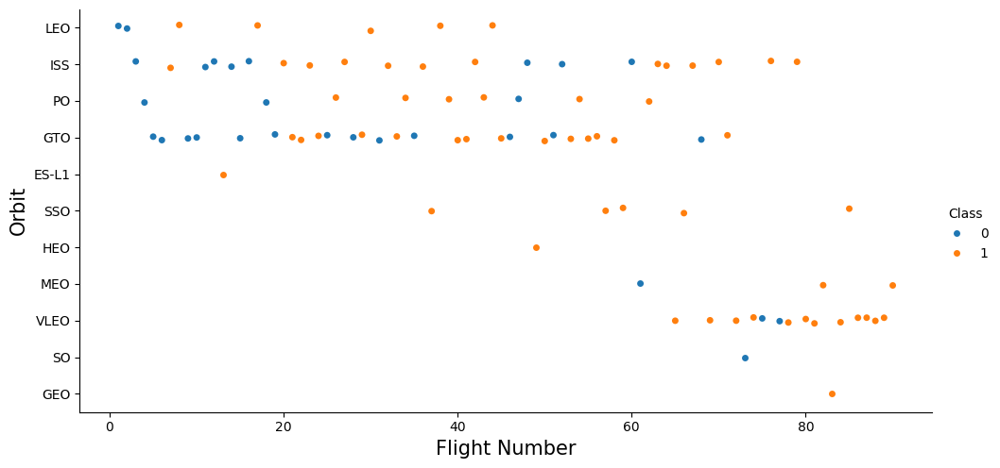 LEO
ISS
PO
GTO
ES-L1
SSO
HEO
MEO
VLEO
SO
GEO
Orbit
0 20 40 60 80
Flight Number
Class
0
1